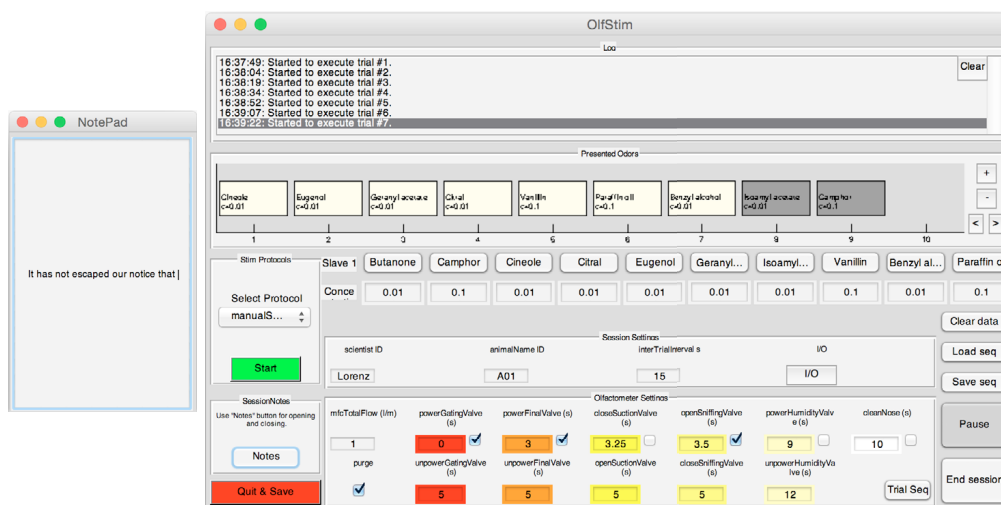 NotePad
It has not escaped our notice that
OlfStim
Log
16:37:49: Started to execute trial #1.
16:38:04: Started to execute trial #2.
16:38:19: Started to execute trial #3.
16:38:34: Started to execute trial #4.
16:38:52: Started to execute trial #5.
16:39:07: Started to execute trial #6.
16:39:22: Started to execute trial #7.
Clear
Presented Odors
Cineole c=0.01
Eugenol c=0.01
Geranyl acetate c=0.01
Citral c=0.01
Vanillin c=0.1
Paraffin oil c=0.1
Benzyl alcohol c=0.01
Isoamyl acetate c=0.01
Camphor c=0.1
+
-
< >
1 2 3 4 5 6 7 8 9 10
Stim Protocols
Select Protocol
manualS...
Start
Slave 1 Butanone Camphor Cineole Citral Eugenol Geranyl... Isoamyl... Vanillin Benzyl al... Paraffin o
Conce 0.01 0.1 0.01 0.01 0.01 0.01 0.01 0.1 0.01 0.1
Clear data
Load seq
Save seq
Pause
End session
Session Settings
scientist ID animalName ID interTrialInterval s I/O
Lorenz A01 15 I/O
SessionNotes
Use "Notes" button for opening
and closing.
Notes
Quit & Save
Olfactometer Settings
mfcTotalFlow (l/m) powerGatingValve (s) powerFinalValve (s) closeSuctionValve (s) openSniffingValve (s) powerHumidityValv e (s) cleanNose (s)
1 0 3 3.25 3.5 9 10
purge unpowerGatingValve (s) unpowerFinalValve (s) openSuctionValve (s) closeSniffingValve (s) unpowerHumidityVa lve (s)
5 5 5 5 12
Trial Seq